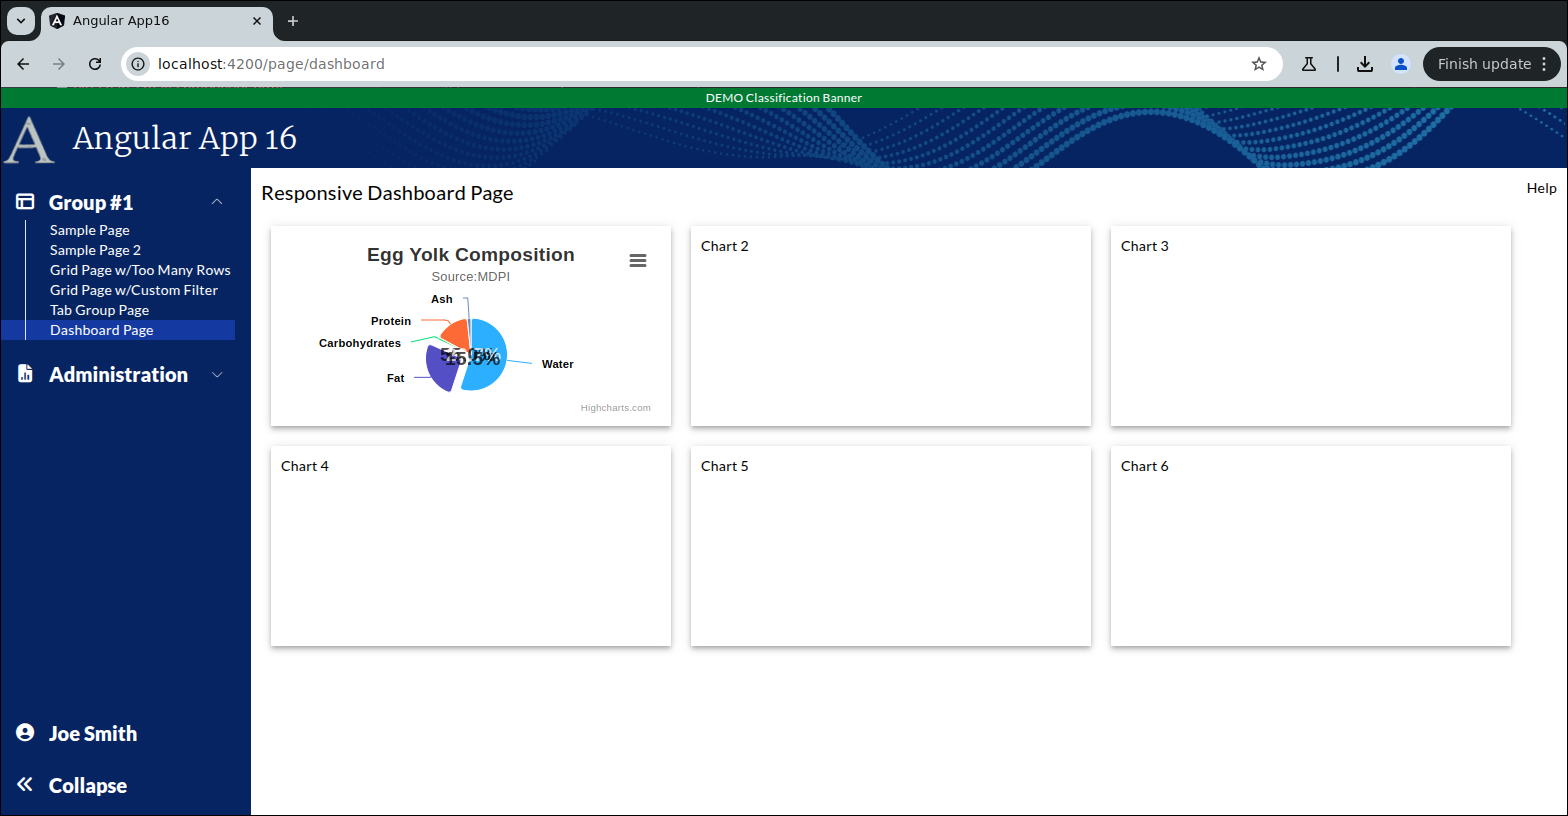 Angular App16
localhost:4200/page/dashboard
Finish update
DEMO Classification Banner
A
Angular App 16
Group #1
Sample Page
Sample Page 2
Grid Page w/Too Many Rows
Grid Page w/Custom Filter
Tab Group Page
Dashboard Page
Administration
Joe Smith
Collapse
Responsive Dashboard Page
Help
Egg Yolk Composition
Source:MDPI
Ash
Protein
Carbohydrates
Fat
Water
Highcharts.com
Chart 2
Chart 3
Chart 4
Chart 5
Chart 6